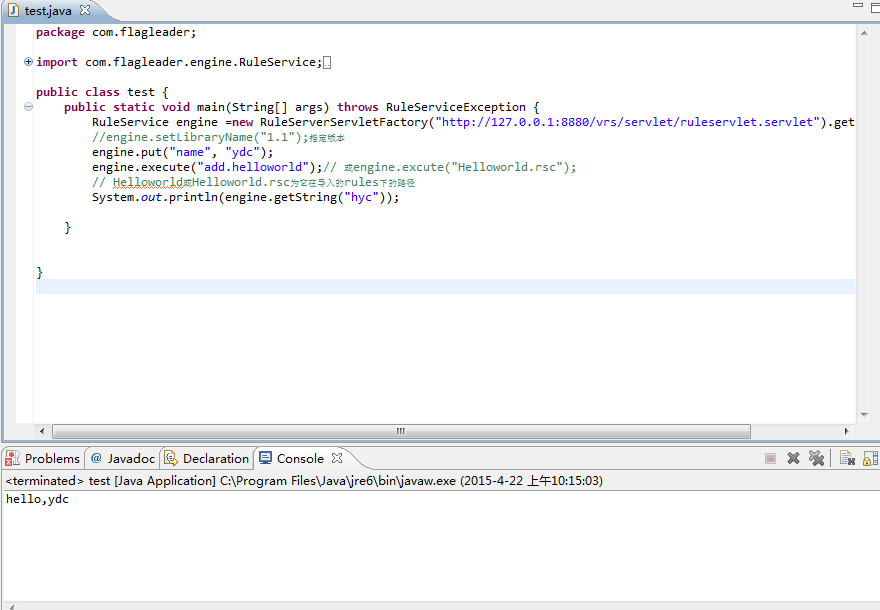 test.java
package com.flagleader;
import com.flagleader.engine.RuleService;
public class test {
public static void main(String[] args) throws RuleServiceException {
RuleService engine =new RuleServerServletFactory("http://127.0.0.1:8880/vrs/servlet/ruleservlet.servlet").get
//engine.setLibraryName("1.1");指定版本
engine.put("name", "ydc");
engine.execute("add.helloworld");// 或engine.excute("Helloworld.rsc");
// Helloworld或Helloworld.rsc为它在导入的rules下的路径
System.out.println(engine.getString("hyc"));
}
}
Problems @ Javadoc Declaration Console
<terminated> test [Java Application] C:\Program Files\Java\jre6\bin\javaw.exe (2015-4-22 上午10:15:03)
hello,ydc